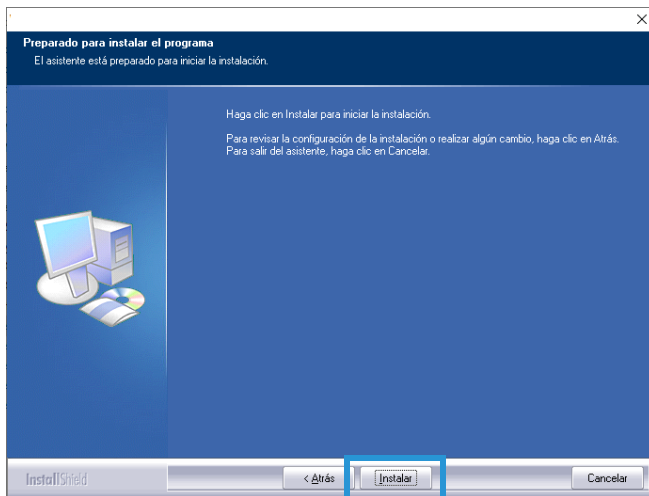 Preparado para instalar el programa
El asistente está preparado para iniciar la instalación.
Haga clic en Instalar para iniciar la instalación.
Para revisar la configuración de la instalación o realizar algún cambio, haga clic en Atrás.
Para salir del asistente, haga clic en Cancelar.
InstallShield
< Atrás
Instalar
Cancelar